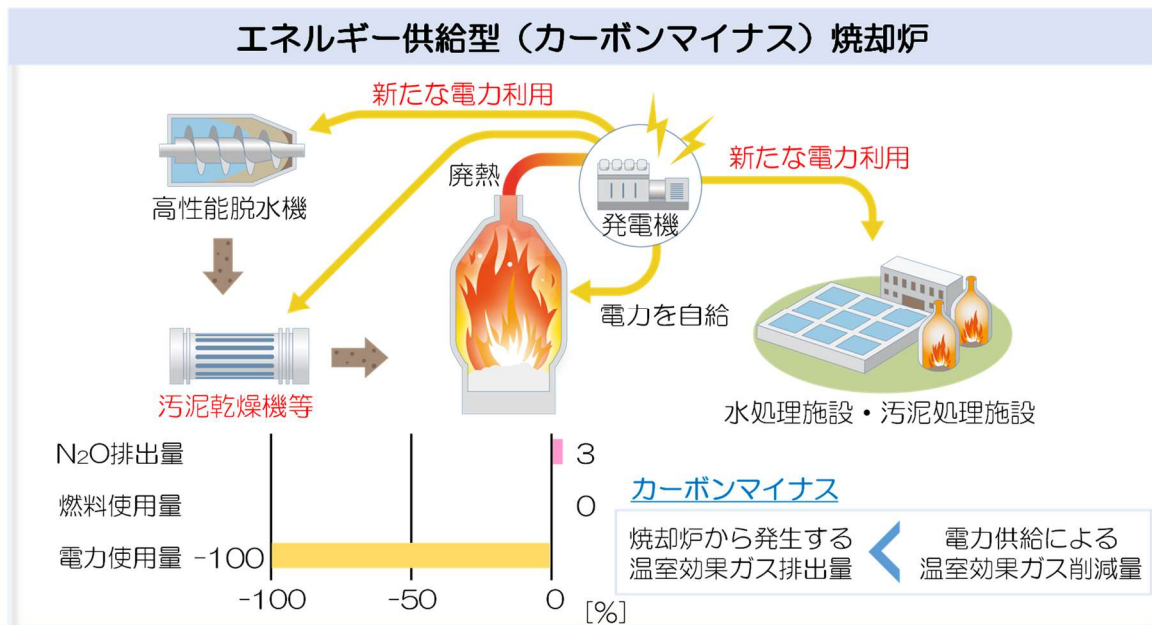 エネルギー供給型（カーボンマイナス）焼却炉
新たな電力利用
廃熱
発電機
新たな電力利用
高性能脱水機
電力を自給
汚泥乾燥機等
水処理施設・汚泥処理施設
N₂O排出量
3
燃料使用量
0
電力使用量
-100
-100
-50
0
[%]
カーボンマイナス
焼却炉から発生する
温室効果ガス排出量
<
電力供給による
温室効果ガス削減量